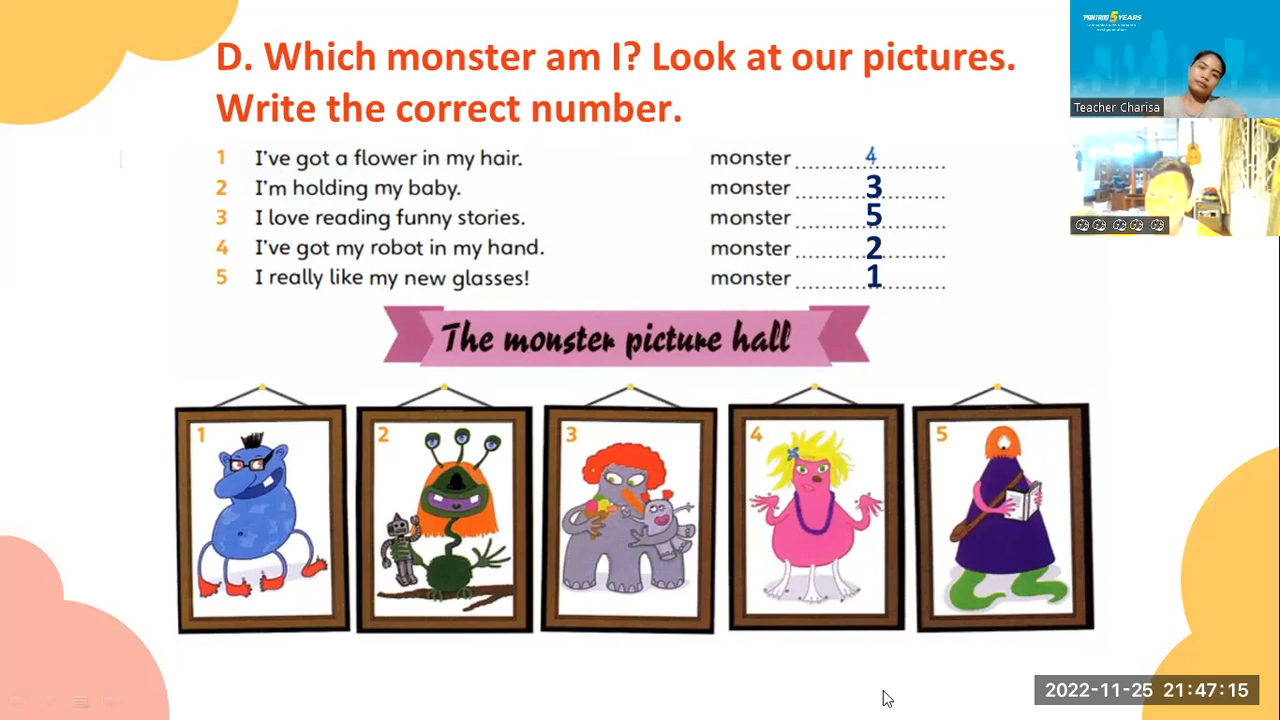 D. Which monster am I? Look at our pictures.
Write the correct number.
1 I've got a flower in my hair. monster 4
2 I'm holding my baby. monster 3
3 I love reading funny stories. monster 5
4 I've got my robot in my hand. monster 2
5 I really like my new glasses! monster 1
The monster picture hall
1 2 3 4 5
5 YEARS
Teacher Charisa
2022-11-25 21:47:15